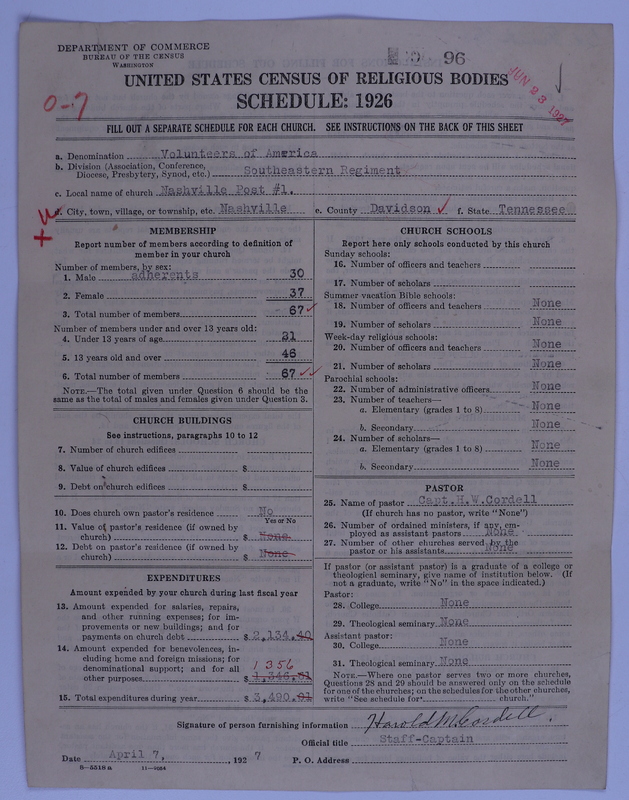 DEPARTMENT OF COMMERCE
BUREAU OF THE CENSUS
WASHINGTON
96
JUN 23 1927
UNITED STATES CENSUS OF RELIGIOUS BODIES
SCHEDULE: 1926
0-7
FILL OUT A SEPARATE SCHEDULE FOR EACH CHURCH. SEE INSTRUCTIONS ON THE BACK OF THIS SHEET
a. Denomination Volunteers of America
b. Division (Association, Conference, Diocese, Presbytery, Synod, etc.) Southeastern Regiment
c. Local name of church Nashville Post #1.
d. City, town, village, or township, etc. Nashville e. County Davidson f. State Tennessee
MEMBERSHIP
Report number of members according to definition of
member in your church
Number of members, by sex:
1. Male adherents 30
2. Female 37
3. Total number of members 67
Number of members under and over 13 years old:
4. Under 13 years of age 21
5. 13 years old and over 46
6. Total number of members 67
NOTE.—The total given under Question 6 should be
same as the total of males and females given under Question 3.
CHURCH BUILDINGS
See instructions, paragraphs 10 to 12
7. Number of church edifices
8. Value of church edifices $
9. Debt on church edifices $
10. Does church own pastor's residence No
Yes or No
11. Value of pastor's residence (if owned by
church) $ None.
12. Debt on pastor's residence (if owned by
church) $ None
EXPENDITURES
Amount expended by your church during last fiscal year
13. Amount expended for salaries, repairs,
and other running expenses; for im-
provements or new buildings; and for
payments on church debt $ 2,134.40
14. Amount expended for benevolences, in-
cluding home and foreign missions; for
denominational support; and for all 1356
other purposes $ 1,346.51
15. Total expenditures during year $ 3,490.91
CHURCH SCHOOLS
Report here only schools conducted by this church
Sunday schools:
16. Number of officers and teachers
17. Number of scholars
Summer vacation Bible schools:
18. Number of officers and teachers None
19. Number of scholars None
Week-day religious schools:
20. Number of officers and teachers None
21. Number of scholars None
Parochial schools:
22. Number of administrative officers None
23. Number of teachers—
a. Elementary (grades 1 to 8) None
b. Secondary None
24. Number of scholars—
a. Elementary (grades 1 to 8) None
b. Secondary None
PASTOR
25. Name of pastor Capt.H.W.Cordell
(If church has no pastor, write "None")
26. Number of ordained ministers, if any, em-
ployed as assistant pastors None
27. Number of other churches served by the
pastor or his assistants None
If pastor (or assistant pastor) is a graduate of a college or
theological seminary, give name of institution below. (If
not a graduate, write "No" in the space indicated.)
Pastor:
28. College None
29. Theological seminary None
Assistant pastor:
30. College None
31. Theological seminary None
NOTE.—Where one pastor serves two or more churches,
Questions 28 and 29 should be answered only on the schedule
for one of the churches; on the schedules for the other churches,
write "See schedule for church."
Signature of person furnishing information Harold M. Cordell.
Official title Staff-Captain
Date April 7, 1927 P. O. Address
8—5518a 11—9054